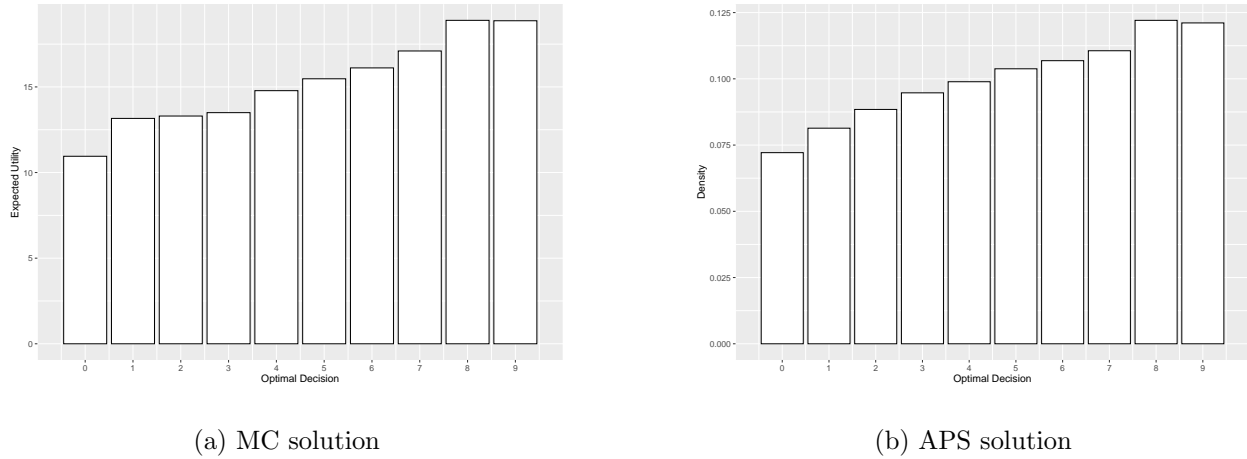 Expected Utility
15
10
5
0
0 1 2 3 4 5 6 7 8 9
Optimal Decision
(a) MC solution
Density
0.125
0.100
0.075
0.050
0.025
0.000
0 1 2 3 4 5 6 7 8 9
Optimal Decision
(b) APS solution